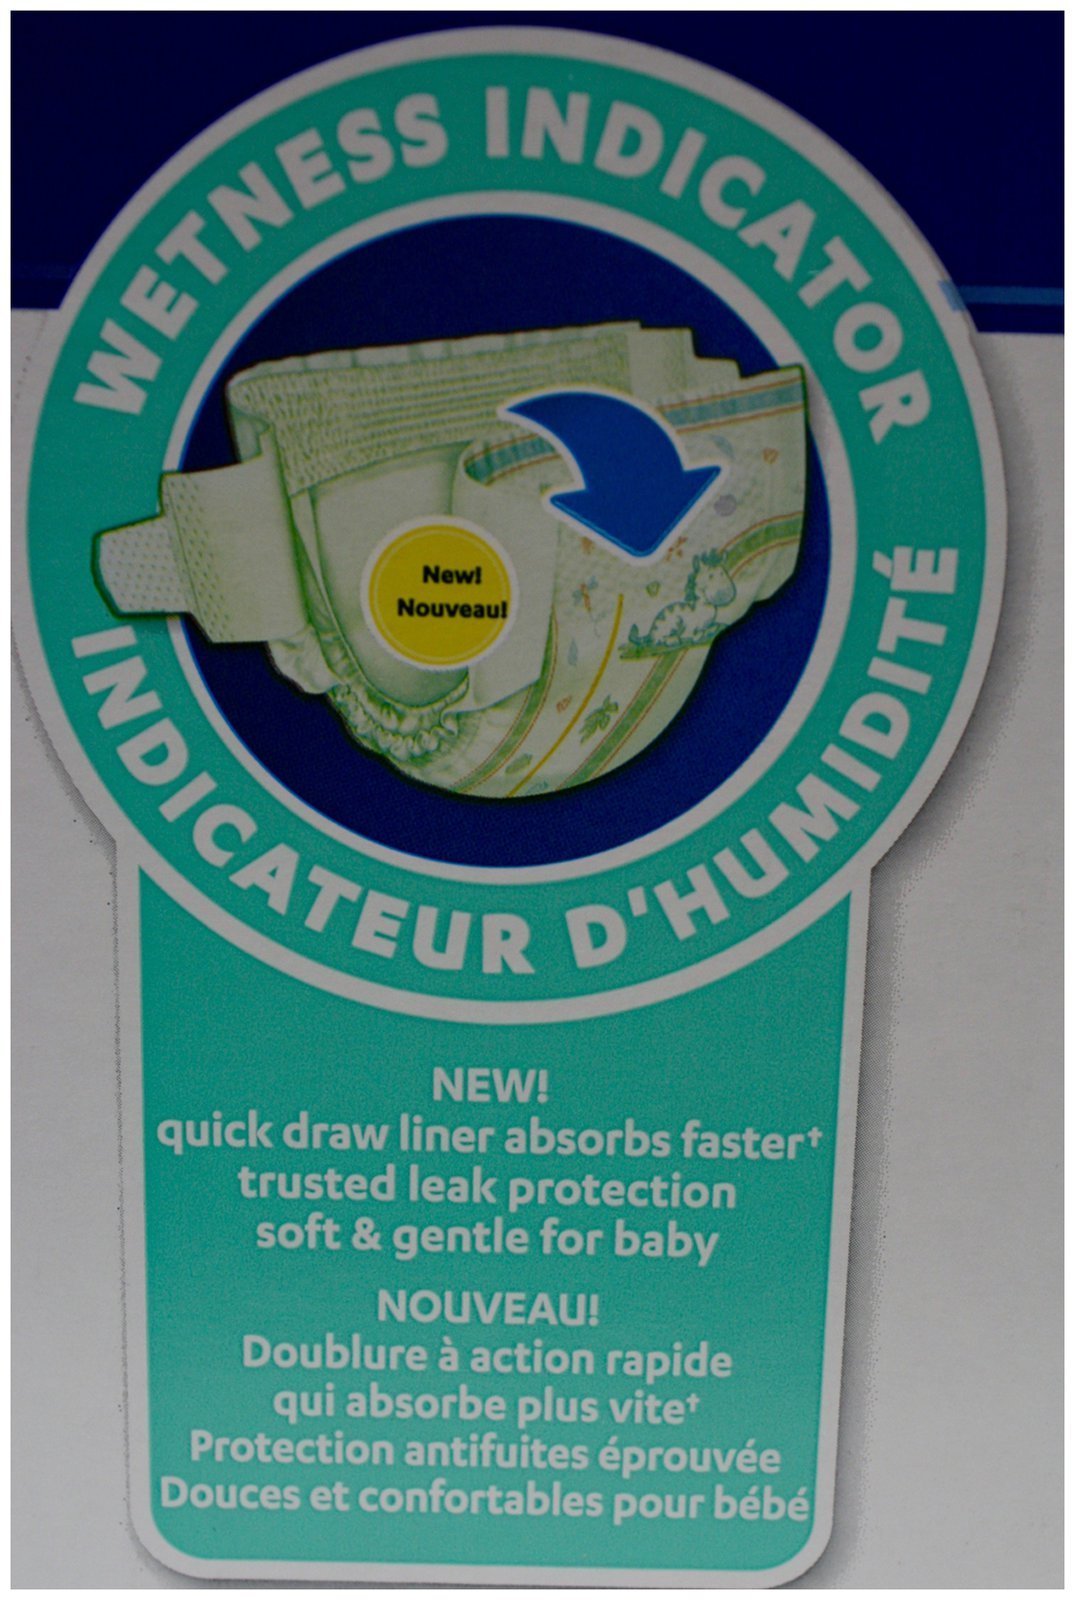 WETNESS INDICATOR
New!
Nouveau!
INDICATEUR D'HUMIDITÉ
NEW!
quick draw liner absorbs faster†
trusted leak protection
soft & gentle for baby
NOUVEAU!
Doublure à action rapide
qui absorbe plus vite†
Protection antifuites éprouvée
Douces et confortables pour bébé